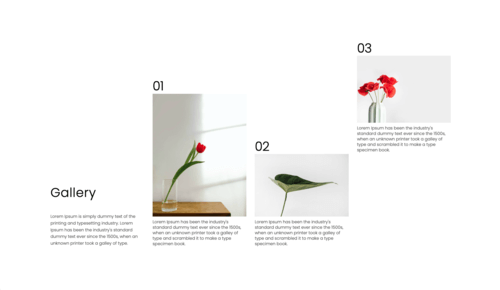 Gallery
Lorem Ipsum is simply dummy text of the
printing and typesetting industry. Lorem
Ipsum has been the industry's standard
dummy text ever since the 1500s, when an
unknown printer took a galley of type.
01
Lorem Ipsum has been the industry's
standard dummy text ever since the 1500s,
when an unknown printer took a galley of
type and scrambled it to make a type
specimen book.
02
Lorem Ipsum has been the industry's
standard dummy text ever since the 1500s,
when an unknown printer took a galley of
type and scrambled it to make a type
specimen book.
03
Lorem Ipsum has been the industry's
standard dummy text ever since the 1500s,
when an unknown printer took a galley of
type and scrambled it to make a type
specimen book.